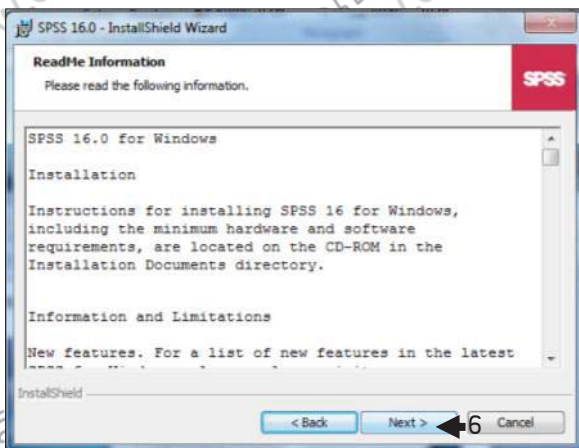 SPSS 16.0 - InstallShield Wizard
ReadMe Information
Please read the following information.
SPSS
SPSS 16.0 for Windows
Installation
Instructions for installing SPSS 16 for Windows,
including the minimum hardware and software
requirements, are located on the CD-ROM in the
Installation Documents directory.
Information and Limitations
New features. For a list of new features in the latest
InstallShield
< Back
Next >
6
Cancel